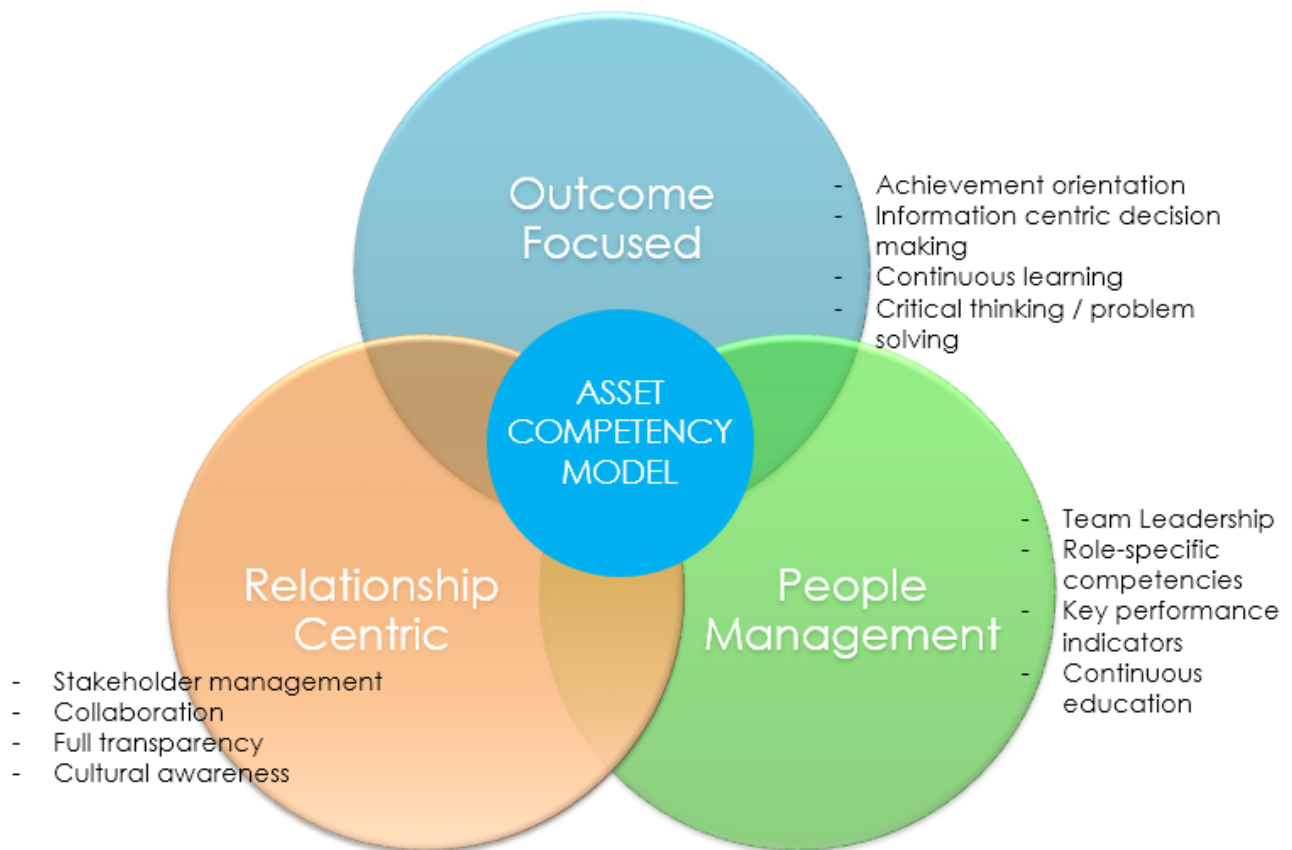 Outcome
Focused
- Achievement orientation
- Information centric decision
making
- Continuous learning
- Critical thinking / problem
solving
ASSET
COMPETENCY
MODEL
Relationship
Centric
- Stakeholder management
- Collaboration
- Full transparency
- Cultural awareness
People
Management
- Team Leadership
- Role-specific
competencies
- Key performance
indicators
- Continuous
education